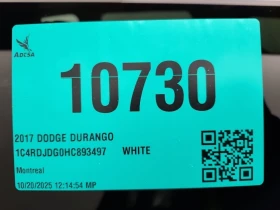 ADESA
10730
2017 DODGE DURANGO
1C4RDJDG0HC893497 WHITE
Montreal
10/20/2025 12:14:54 MP